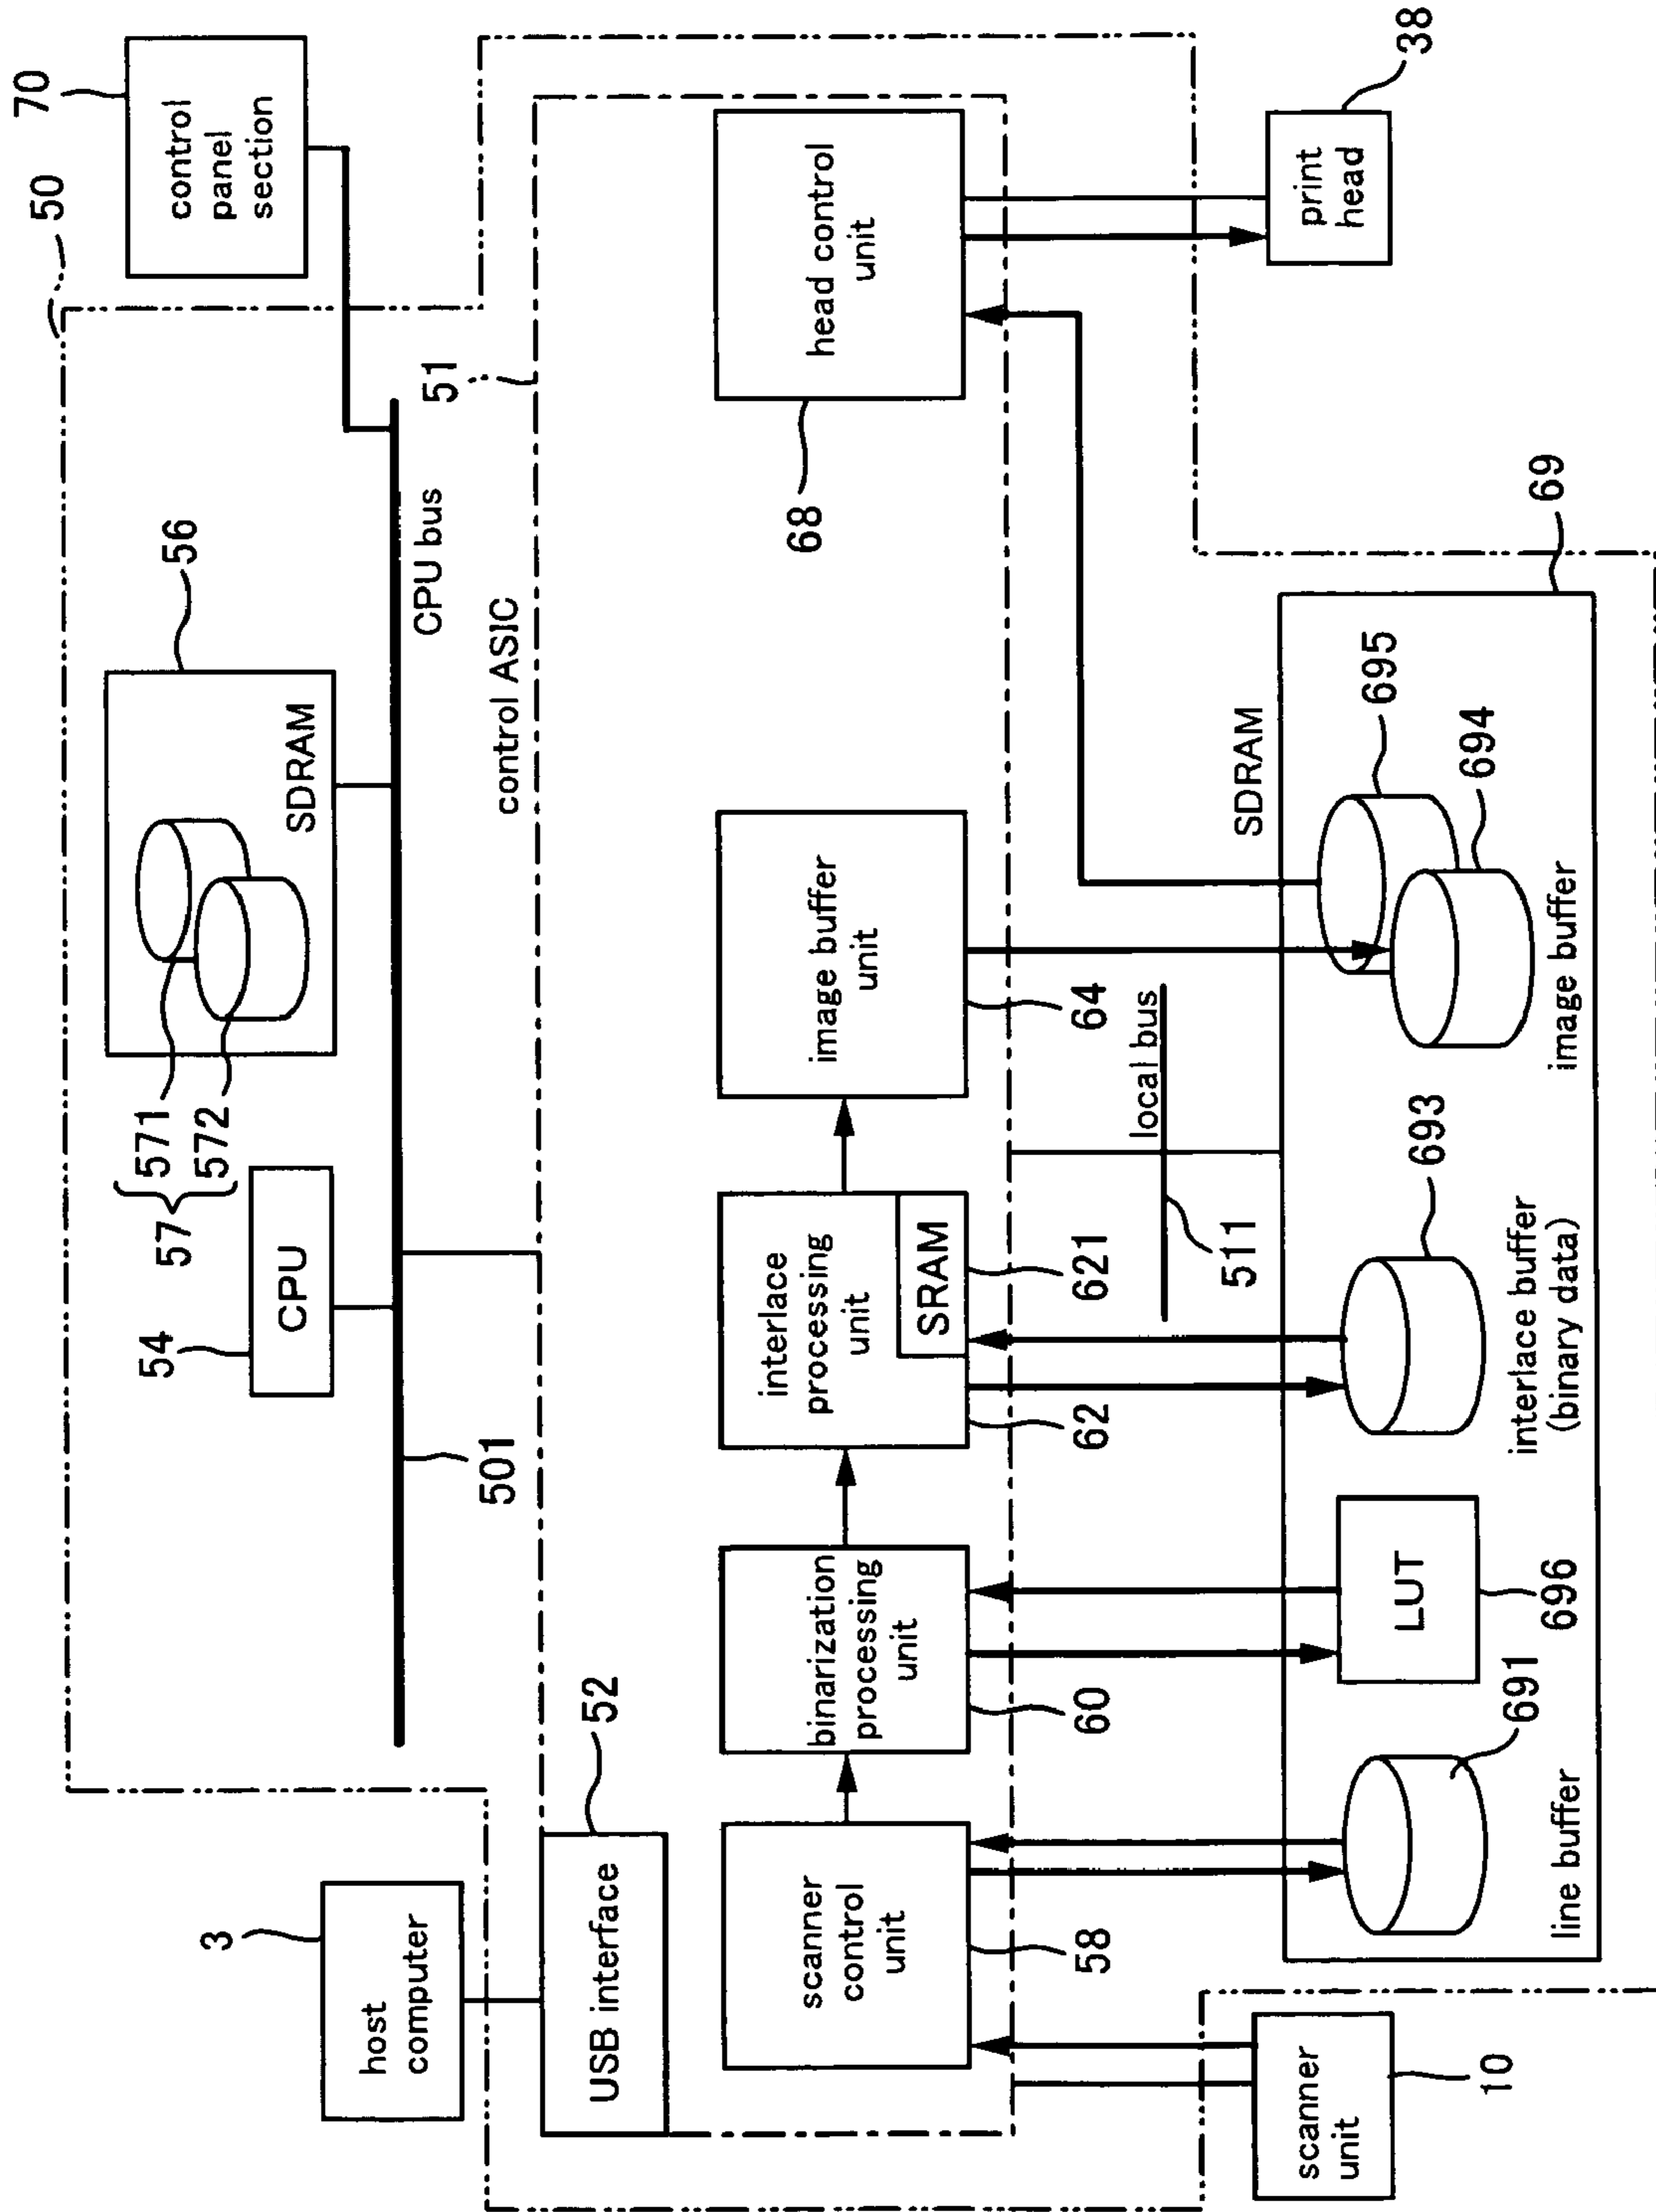 70
control
panel
section
50
56
SDRAM
57
571
572
54
CPU
501
CPU bus
51
control ASIC
3
host
computer
52
USB interface
scanner
control
unit
58
binarization
processing
unit
60
interlace
processing
unit
SRAM
62
621
image buffer
unit
64
head control
unit
68
local bus
511
scanner
unit
10
SDRAM
69
691
line buffer
LUT
696
693
interlace buffer
(binary data)
695
694
image buffer
print
head
38